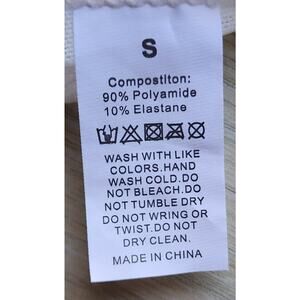 S
Compostiton:
90% Polyamide
10% Elastane
WASH WITH LIKE
COLORS.HAND
WASH COLD.DO
NOT BLEACH.DO
NOT TUMBLE DRY
DO NOT WRING OR
TWIST.DO NOT
DRY CLEAN.
MADE IN CHINA